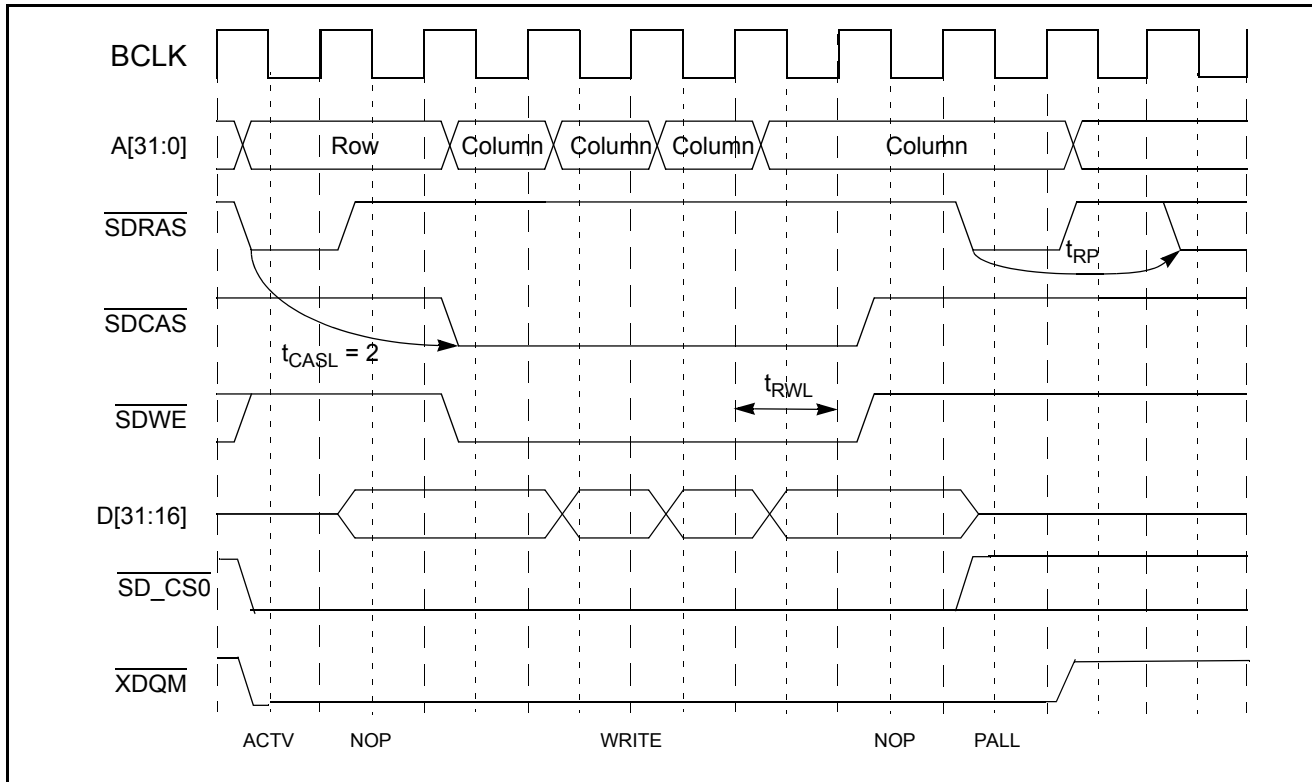 BCLK
A[31:0] Row Column Column Column Column
SDRAS
tRP
SDCAS
tCASL = 2
tRWL
SDWE
D[31:16]
SD_CS0
XDQM
ACTV NOP WRITE NOP PALL